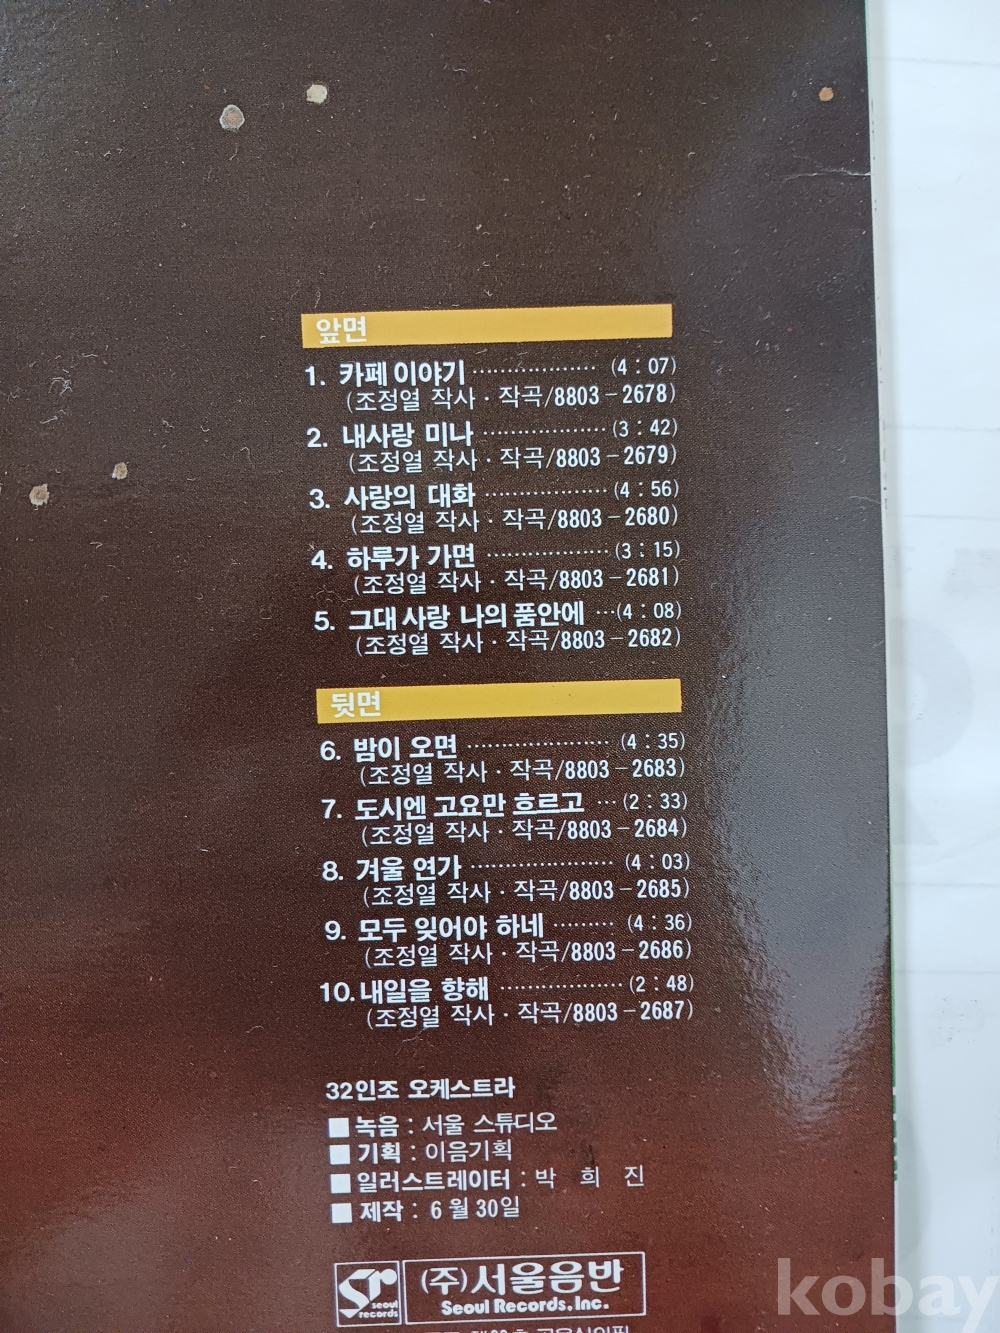 앞면
1. 카페 이야기 ·················· (4 : 07)
(조정열 작사 · 작곡/8803-2678)
2. 내사랑 미나 ·················· (3 : 42)
(조정열 작사 · 작곡/8803-2679)
3. 사랑의 대화 ·················· (4 : 56)
(조정열 작사 · 작곡/8803-2680)
4. 하루가 가면 ·················· (3 : 15)
(조정열 작사 · 작곡/8803-2681)
5. 그대 사랑 나의 품안에 ···(4 : 08)
(조정열 작사 · 작곡/8803-2682)
뒷면
6. 밤이 오면 ····················· (4 : 35)
(조정열 작사 · 작곡/8803-2683)
7. 도시엔 고요만 흐르고 ··· (2 : 33)
(조정열 작사 · 작곡/8803-2684)
8. 겨울 연가 ····················· (4 : 03)
(조정열 작사 · 작곡/8803-2685)
9. 모두 잊어야 하네 ········· (4 : 36)
(조정열 작사 · 작곡/8803-2686)
10. 내일을 향해 ·················· (2 : 48)
(조정열 작사 · 작곡/8803-2687)
32인조 오케스트라
■ 녹음 : 서울 스튜디오
■ 기획 : 이음기획
■ 일러스트레이터 : 박 희 진
■ 제작 : 6월 30일
sr seoul records
(주)서울음반
Seoul Records, Inc.
kobay